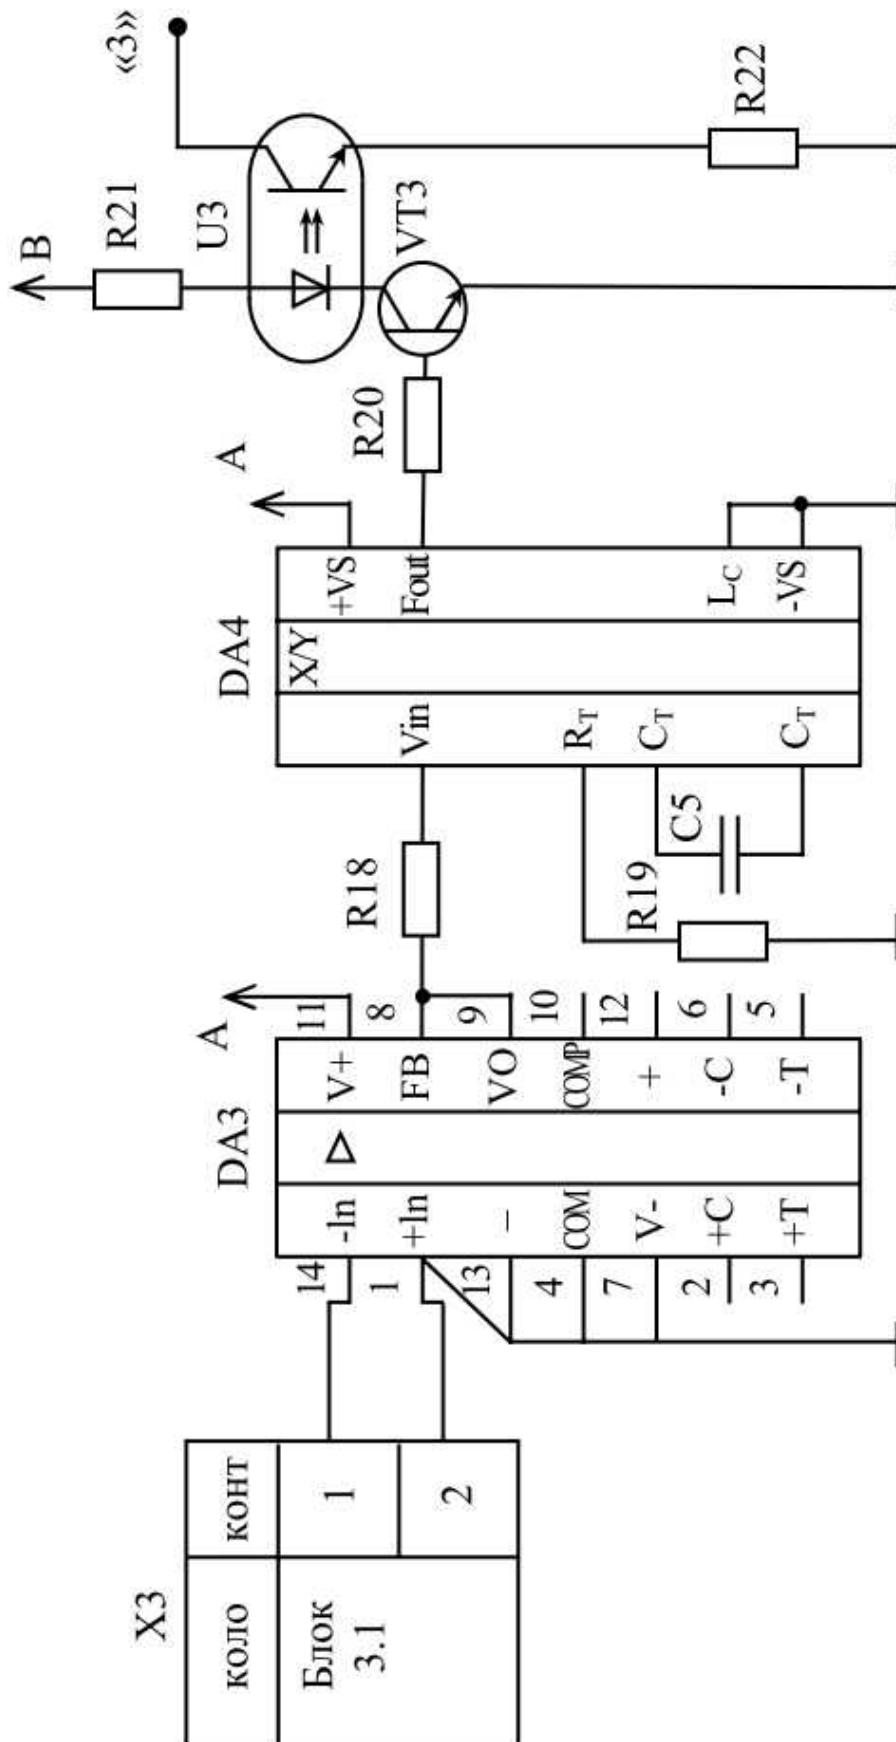 X3
коло
конт
Блок
3.1
1
2
DA3
A
14
-In
V+
11
1
+In
FB
8
13
–
VO
9
4
COM
COMP
10
7
V-
+
12
2
+C
-C
6
3
+T
-T
5
R18
R19
C5
DA4
X/Y
A
Vin
+VS
Fout
RT
CT
CT
LC
-VS
R20
VT3
U3
R21
B
«3»
R22